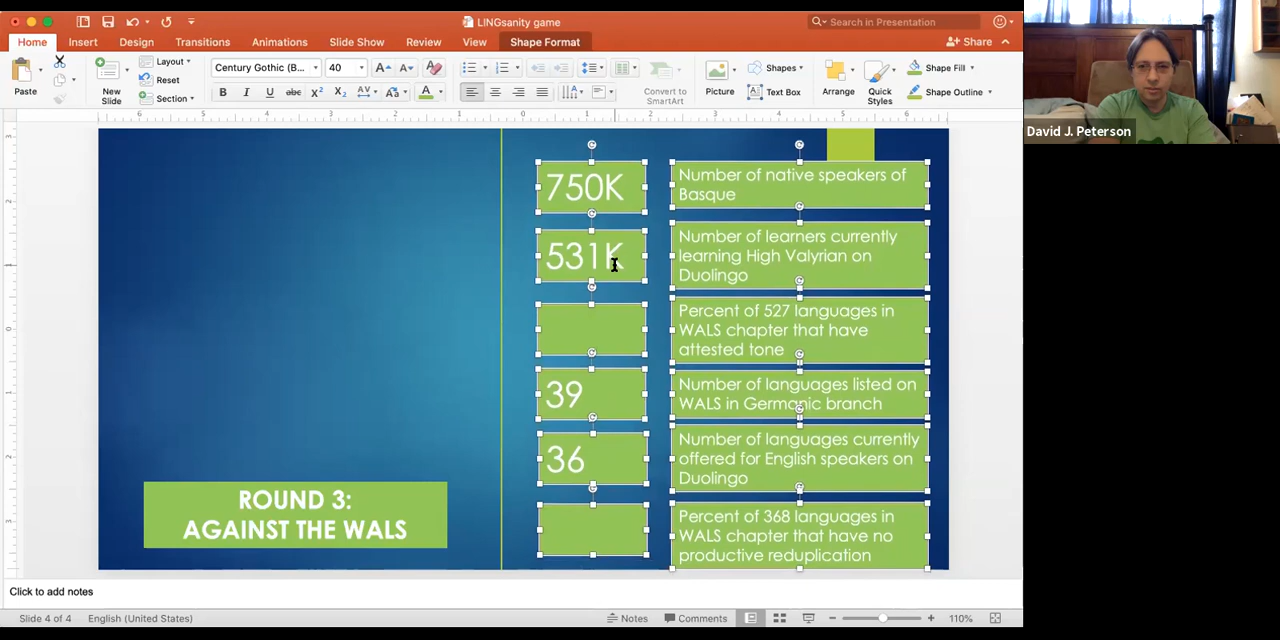 LINGsanity game
Search in Presentation
Home
Insert
Design
Transitions
Animations
Slide Show
Review
View
Shape Format
Share
Paste
New
Slide
Layout
Reset
Section
Century Gothic (B...
40
Convert to
SmartArt
Picture
Shapes
Text Box
Arrange
Quick
Styles
Shape Fill
Shape Outline
David J. Peterson
750K
Number of native speakers of
Basque
531K
Number of learners currently
learning High Valyrian on
Duolingo
Percent of 527 languages in
WALS chapter that have
attested tone
39
Number of languages listed on
WALS in Germanic branch
36
Number of languages currently
offered for English speakers on
Duolingo
Percent of 368 languages in
WALS chapter that have no
productive reduplication
ROUND 3:
AGAINST THE WALS
Click to add notes
Slide 4 of 4
English (United States)
Notes
Comments
110%